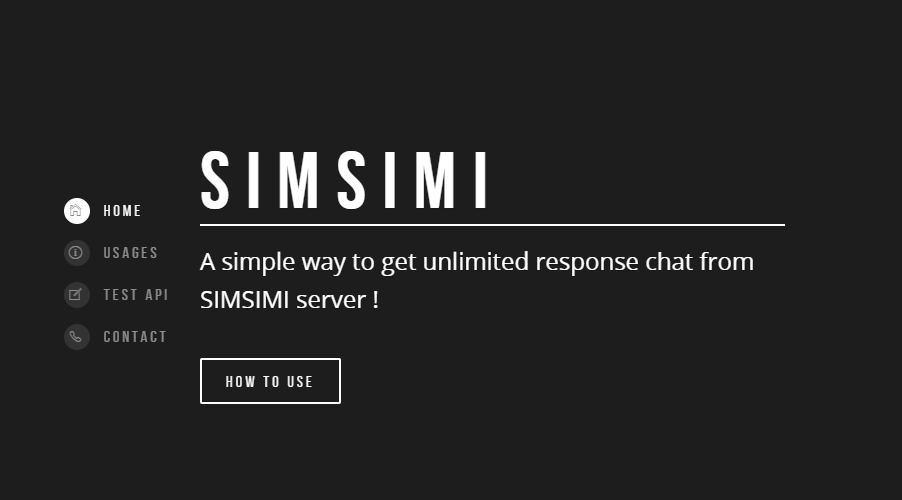 HOME
USAGES
TEST API
CONTACT
SIMSIMI
A simple way to get unlimited response chat from
SIMSIMI server !
HOW TO USE